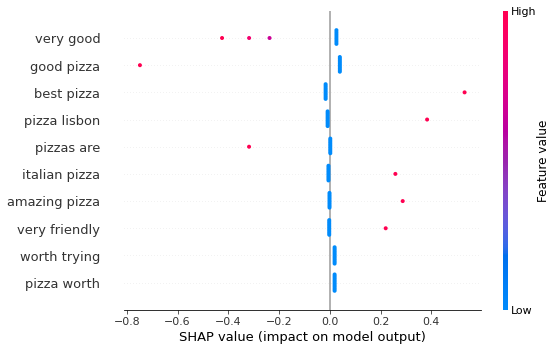 High
very good
good pizza
best pizza
pizza lisbon
pizzas are
italian pizza
amazing pizza
very friendly
worth trying
pizza worth
Feature value
Low
−0.8 −0.6 −0.4 −0.2 0.0 0.2 0.4
SHAP value (impact on model output)